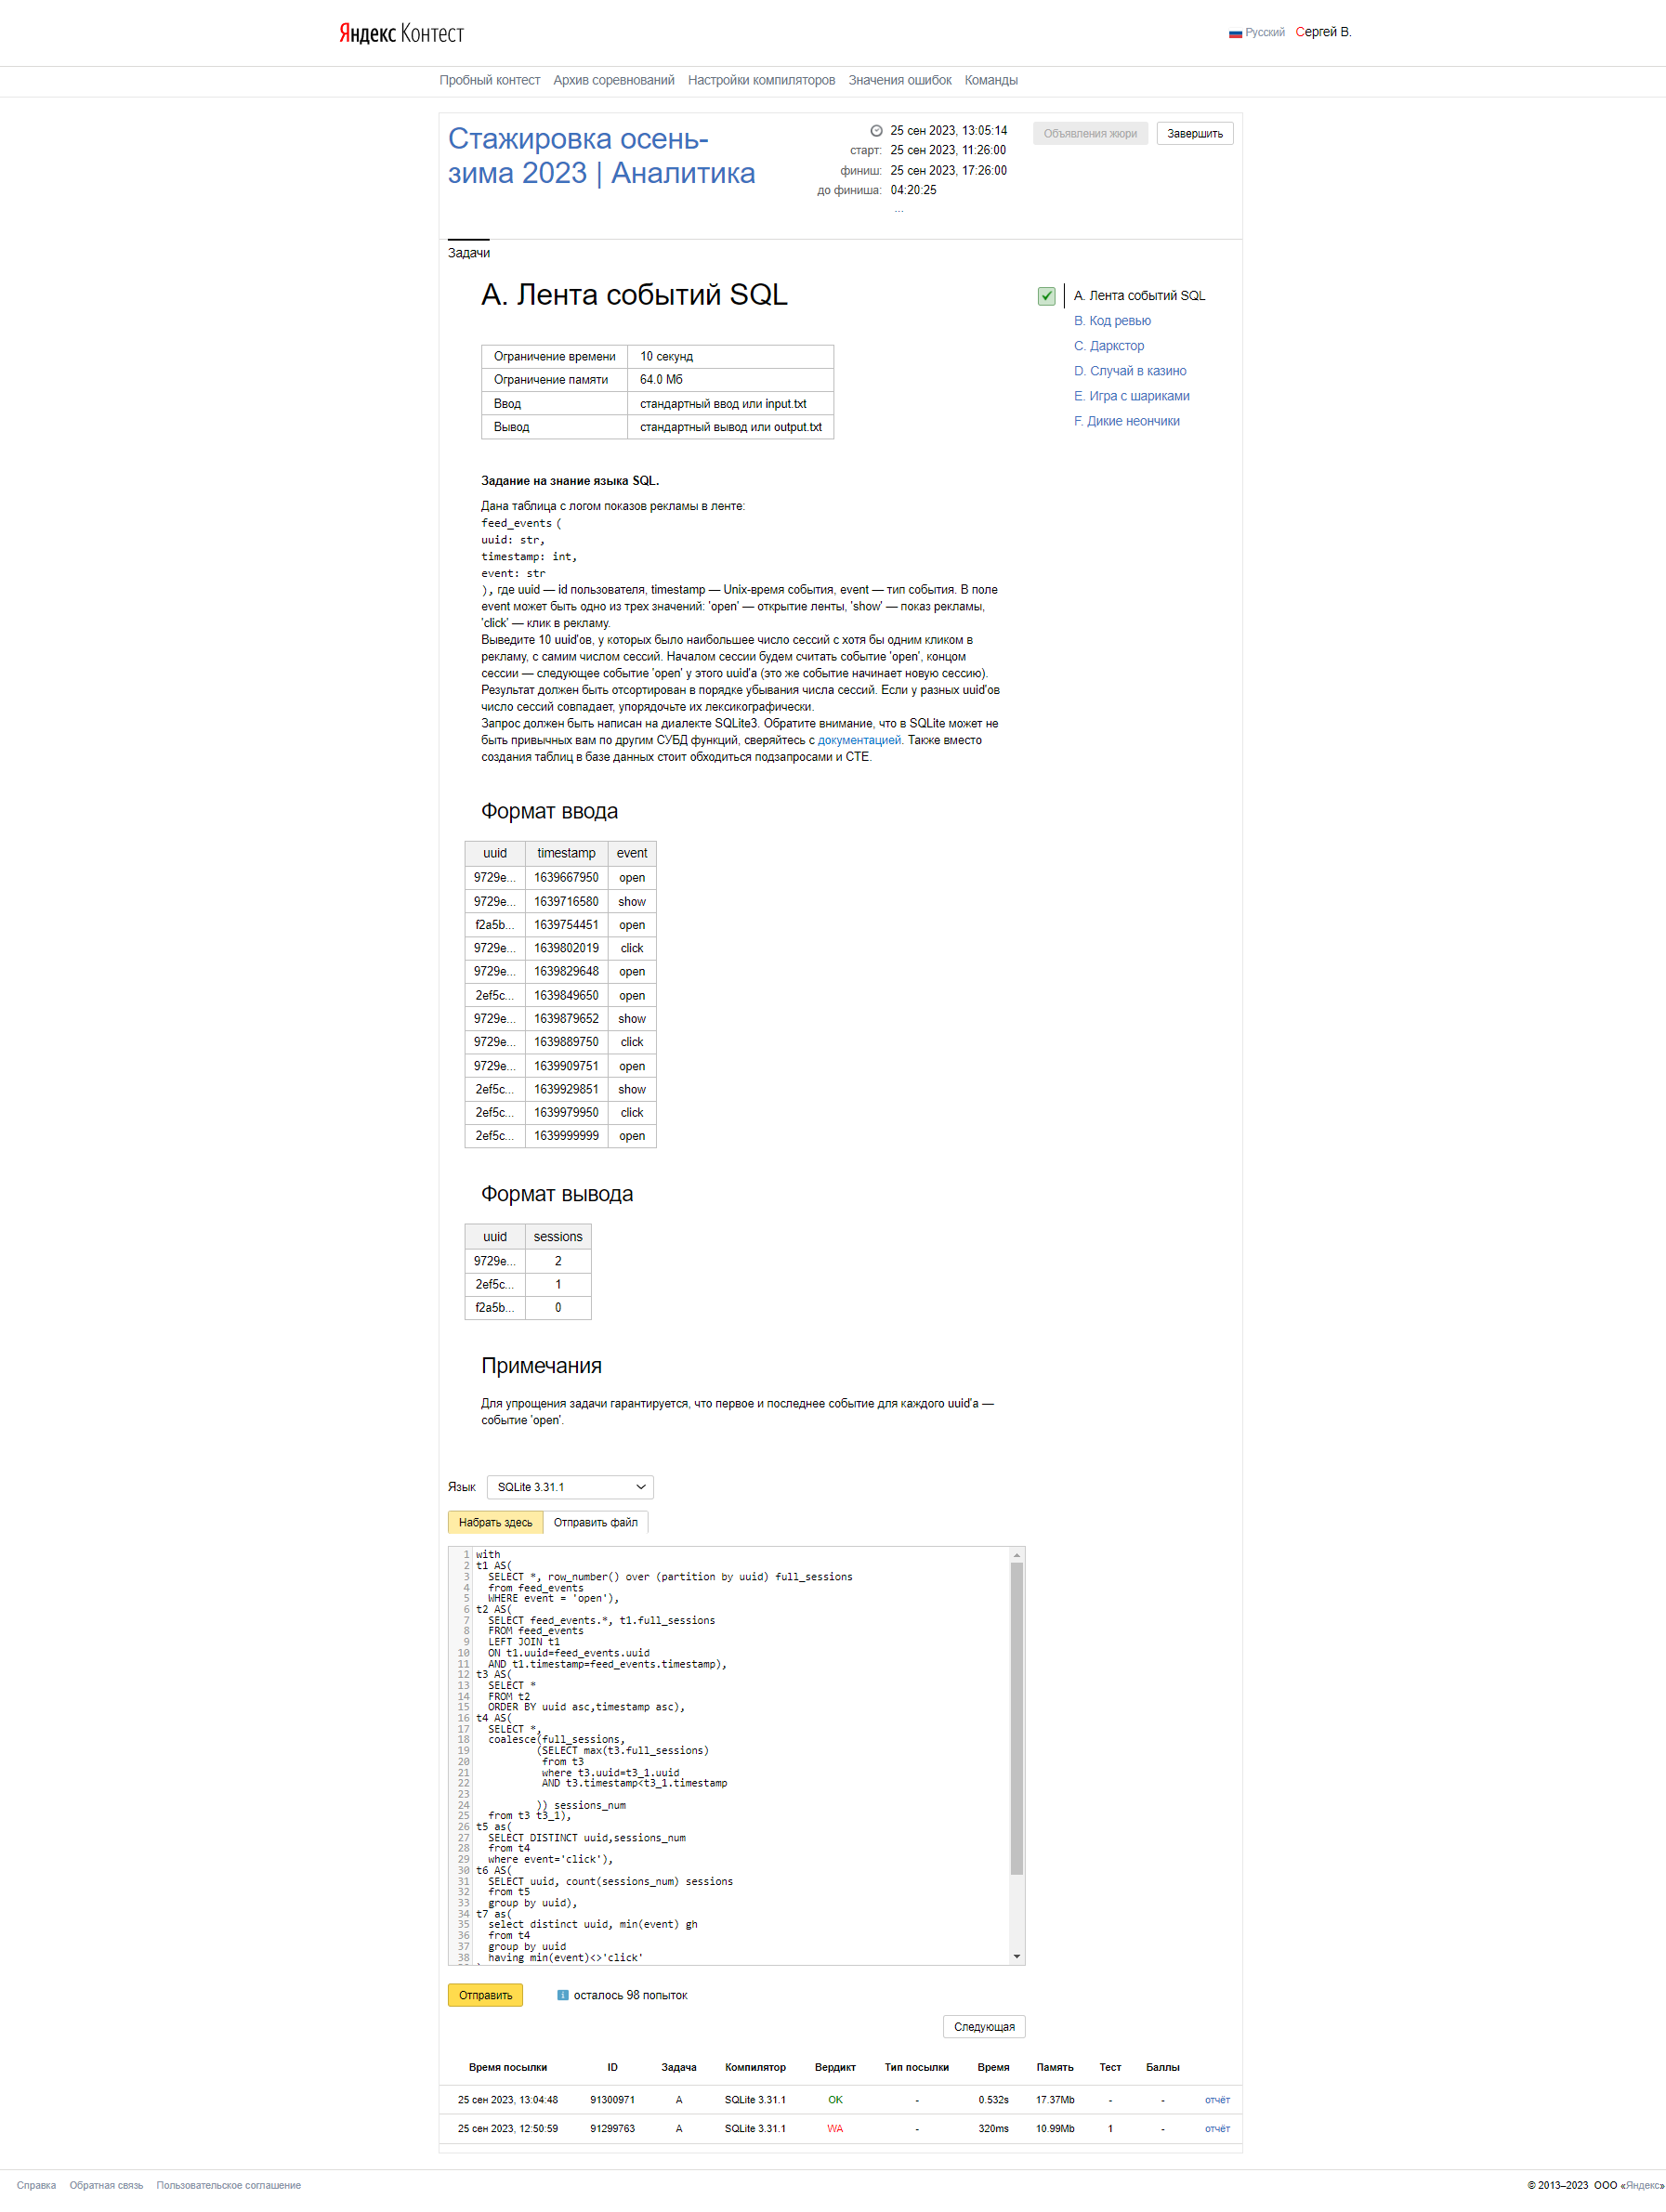 Яндекс Контест
Русский Сергей В.
Пробный контест Архив соревнований Настройки компиляторов Значения ошибок Команды
Стажировка осень-
зима 2023 | Аналитика
25 сен 2023, 13:05:14
старт: 25 сен 2023, 11:26:00
финиш: 25 сен 2023, 17:26:00
до финиша: 04:20:25
...
Объявления жюри Завершить
Задачи
A. Лента событий SQL
A. Лента событий SQL
B. Код ревью
C. Даркстор
D. Случай в казино
E. Игра с шариками
F. Дикие неончики
Ограничение времени 10 секунд
Ограничение памяти 64.0 Мб
Ввод стандартный ввод или input.txt
Вывод стандартный вывод или output.txt
Задание на знание языка SQL.
Дана таблица с логом показов рекламы в ленте:
feed_events (
uuid: str,
timestamp: int,
event: str
), где uuid — id пользователя, timestamp — Unix-время события, event — тип события. В поле
event может быть одно из трех значений: 'open' — открытие ленты, 'show' — показ рекламы,
'click' — клик в рекламу.
Выведите 10 uuid'ов, у которых было наибольшее число сессий с хотя бы одним кликом в
рекламу, с самим числом сессий. Началом сессии будем считать событие 'open', концом
сессии — следующее событие 'open' у этого uuid'а (это же событие начинает новую сессию).
Результат должен быть отсортирован в порядке убывания числа сессий. Если у разных uuid'ов
число сессий совпадает, упорядочьте их лексикографически.
Запрос должен быть написан на диалекте SQLite3. Обратите внимание, что в SQLite может не
быть привычных вам по другим СУБД функций, сверяйтесь с документацией. Также вместо
создания таблиц в базе данных стоит обходиться подзапросами и CTE.
Формат ввода
uuid timestamp event
9729e... 1639667950 open
9729e... 1639716580 show
f2a5b... 1639754451 open
9729e... 1639802019 click
9729e... 1639829648 open
2ef5c... 1639849650 open
9729e... 1639879652 show
9729e... 1639889750 click
9729e... 1639909751 open
2ef5c... 1639929851 show
2ef5c... 1639979950 click
2ef5c... 1639999999 open
Формат вывода
uuid sessions
9729e... 2
2ef5c... 1
f2a5b... 0
Примечания
Для упрощения задачи гарантируется, что первое и последнее событие для каждого uuid'а —
событие 'open'.
Язык SQLite 3.31.1
Набрать здесь Отправить файл
1 with
2 t1 AS(
3 SELECT *, row_number() over (partition by uuid) full_sessions
4 from feed_events
5 WHERE event = 'open'),
6 t2 AS(
7 SELECT feed_events.*, t1.full_sessions
8 FROM feed_events
9 LEFT JOIN t1
10 ON t1.uuid=feed_events.uuid
11 AND t1.timestamp=feed_events.timestamp),
12 t3 AS(
13 SELECT *
14 FROM t2
15 ORDER BY uuid asc,timestamp asc),
16 t4 AS(
17 SELECT *,
18 coalesce(full_sessions,
19 (SELECT max(t3.full_sessions)
20 from t3
21 where t3.uuid=t3_1.uuid
22 AND t3.timestamp<t3_1.timestamp
23
24 )) sessions_num
25 from t3 t3_1),
26 t5 as(
27 SELECT DISTINCT uuid,sessions_num
28 from t4
29 where event='click'),
30 t6 AS(
31 SELECT uuid, count(sessions_num) sessions
32 from t5
33 group by uuid),
34 t7 as(
35 select distinct uuid, min(event) gh
36 from t4
37 group by uuid
38 having min(event)<>'click'
Отправить осталось 98 попыток
Следующая
Время посылки ID Задача Компилятор Вердикт Тип посылки Время Память Тест Баллы
25 сен 2023, 13:04:48 91300971 A SQLite 3.31.1 OK - 0.532s 17.37Mb - - отчёт
25 сен 2023, 12:50:59 91299763 A SQLite 3.31.1 WA - 320ms 10.99Mb 1 - отчёт
Справка Обратная связь Пользовательское соглашение © 2013–2023 ООО «Яндекс»